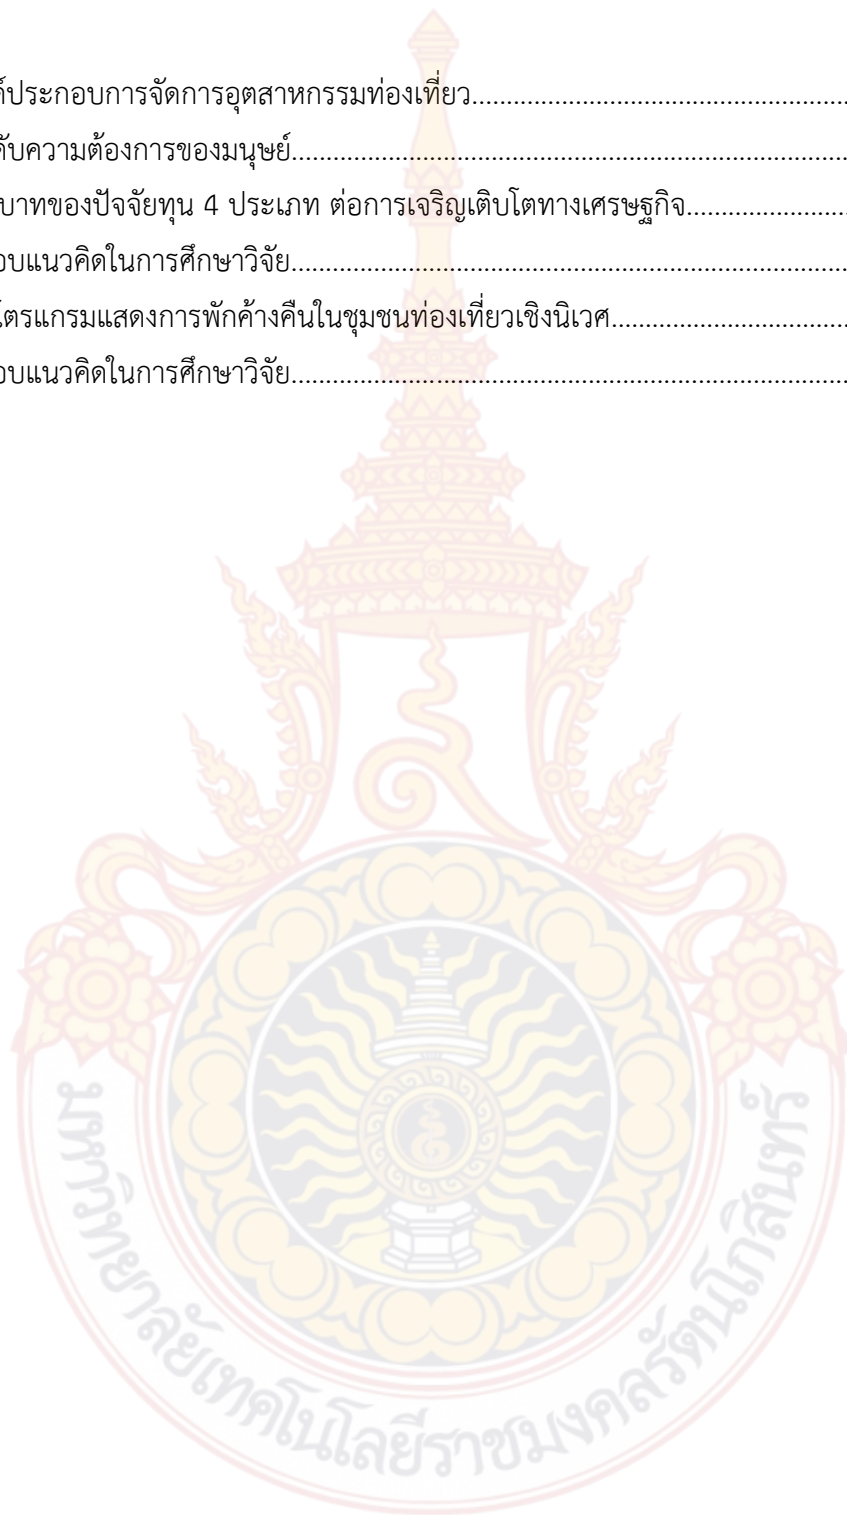 ประกอบการจัดการอุตสาหกรรมท่องเที่ยว......................................................
ับความต้องการของมนุษย์................................................................................
บาทของปัจจัยทุน 4 ประเภท ต่อการเจริญเติบโตทางเศรษฐกิจ............................
อบแนวคิดในการศึกษาวิจัย................................................................................
โตรแกรมแสดงการพักค้างคืนในชุมชนท่องเที่ยวเชิงนิเวศ.........................................
อบแนวคิดในการศึกษาวิจัย................................................................................
มหาวิทยาลัยเทคโนโลยีราชมงคลรัตนโกสินทร์